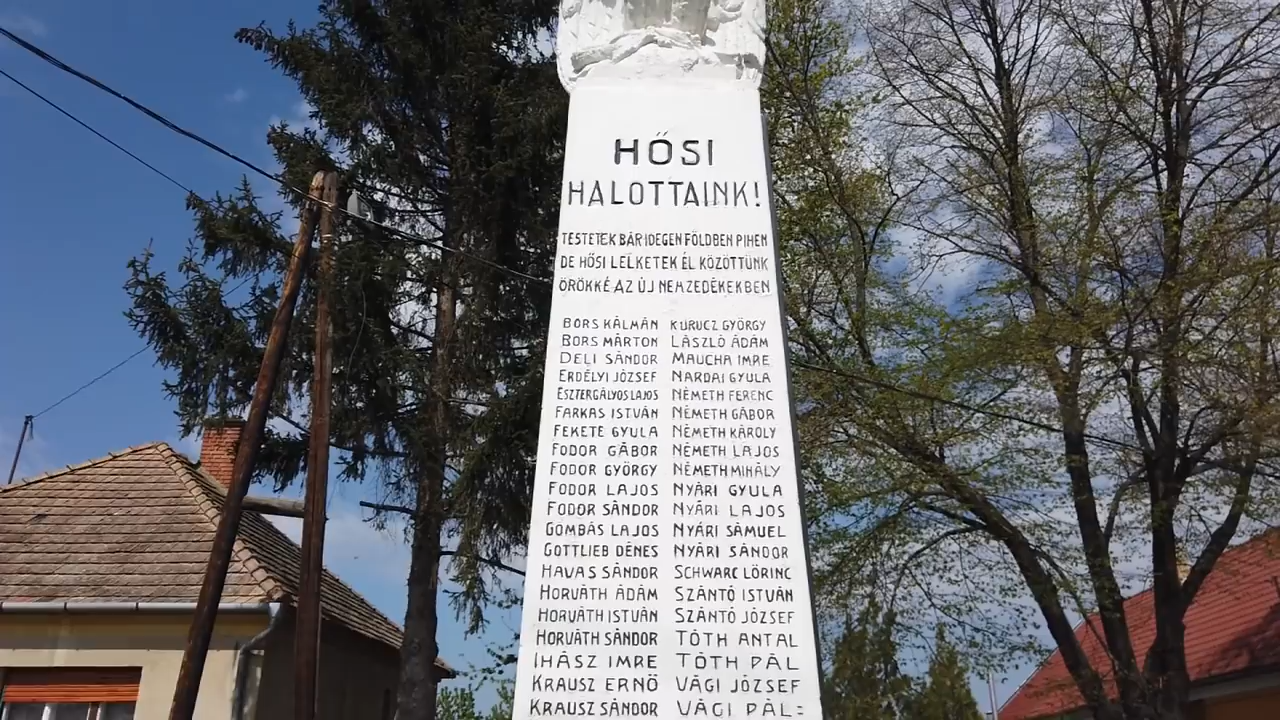 HŐSI
HALOTTAINK!
TESTETEK BÁR IDEGEN FÖLDBEN PIHEN
DE HŐSI LELKETEK ÉL KÖZÖTTÜNK
ÖRÖKKÉ AZ ÚJ NEMZEDÉKEKBEN
BORS KÁLMÁN KURUCZ GYÖRGY
BORS MÁRTON LÁSZLÓ ÁDÁM
DELI SÁNDOR MAUCHA IMRE
ERDÉLYI JÓZSEF NÁRDAI GYULA
ESZTERGÁLYOS LAJOS NÉMETH FERENC
FARKAS ISTVÁN NÉMETH GÁBOR
FEKETE GYULA NÉMETH KÁROLY
FODOR GÁBOR NÉMETH LAJOS
FODOR GYÖRGY NÉMETH MIHÁLY
FODOR LAJOS NYÁRI GYULA
FODOR SÁNDOR NYÁRI LAJOS
GOMBÁS LAJOS NYÁRI SÁMUEL
GOTTLIEB DÉNES NYÁRI SÁNDOR
HAVAS SÁNDOR SCHWARC LŐRINC
HORVÁTH ÁDÁM SZÁNTÓ ISTVÁN
HORVÁTH ISTVÁN SZÁNTÓ JÓZSEF
HORVÁTH SÁNDOR TÓTH ANTAL
IHÁSZ IMRE TÓTH PÁL
KRAUSZ ERNŐ VÁGI JÓZSEF
KRAUSZ SÁNDOR VÁGI PÁL=